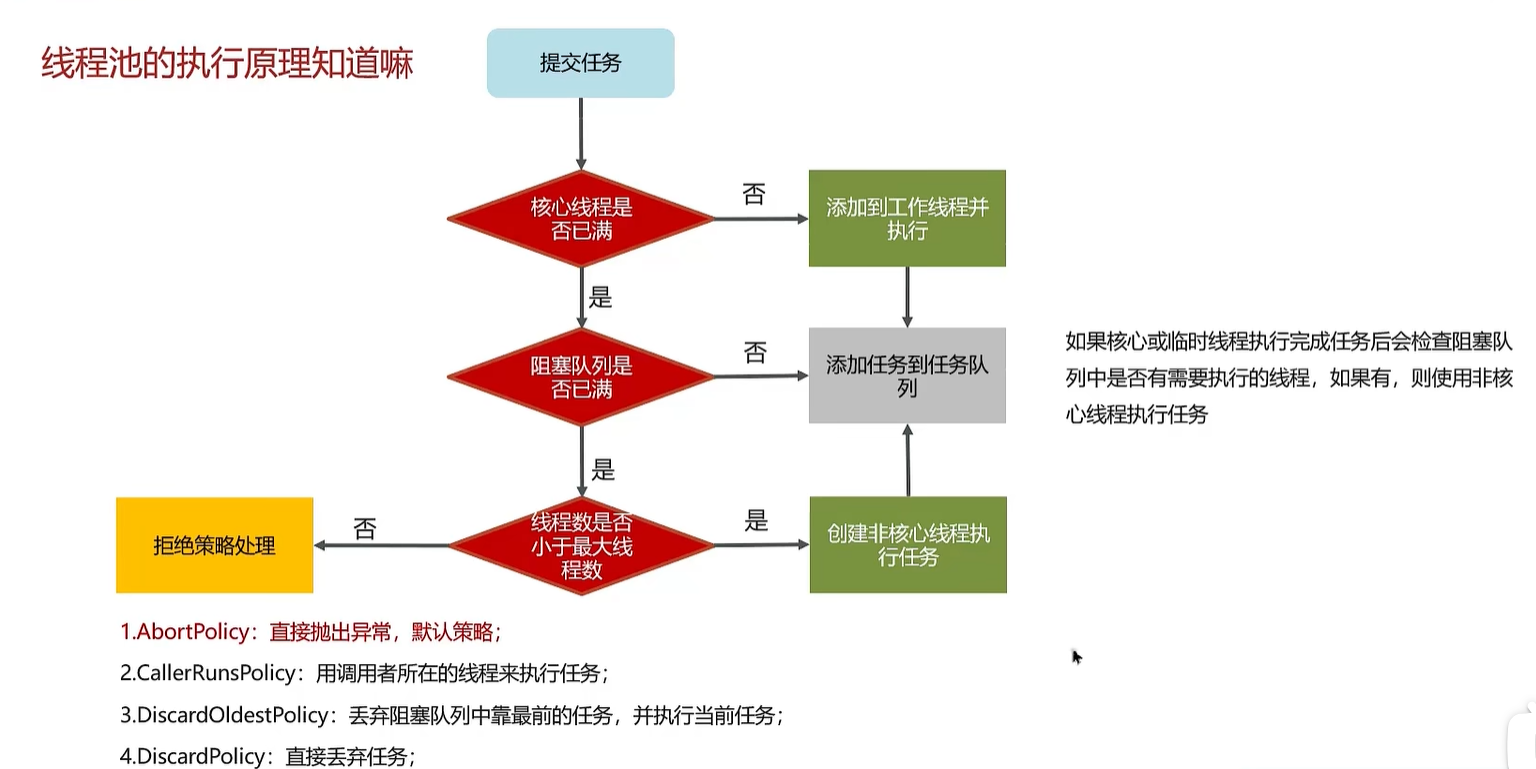 线程池的执行原理知道嘛
提交任务
核心线程是
否已满
否
添加到工作线程并
执行
是
阻塞队列是
否已满
否
添加任务到任务队
列
如果核心或临时线程执行完成任务后会检查阻塞队
列中是否有需要执行的线程，如果有，则使用非核
心线程执行任务
是
线程数是否
小于最大线
程数
否
拒绝策略处理
是
创建非核心线程执
行任务
1.AbortPolicy：直接抛出异常，默认策略；
2.CallerRunsPolicy：用调用者所在的线程来执行任务；
3.DiscardOldestPolicy：丢弃阻塞队列中靠最前的任务，并执行当前任务；
4.DiscardPolicy：直接丢弃任务；